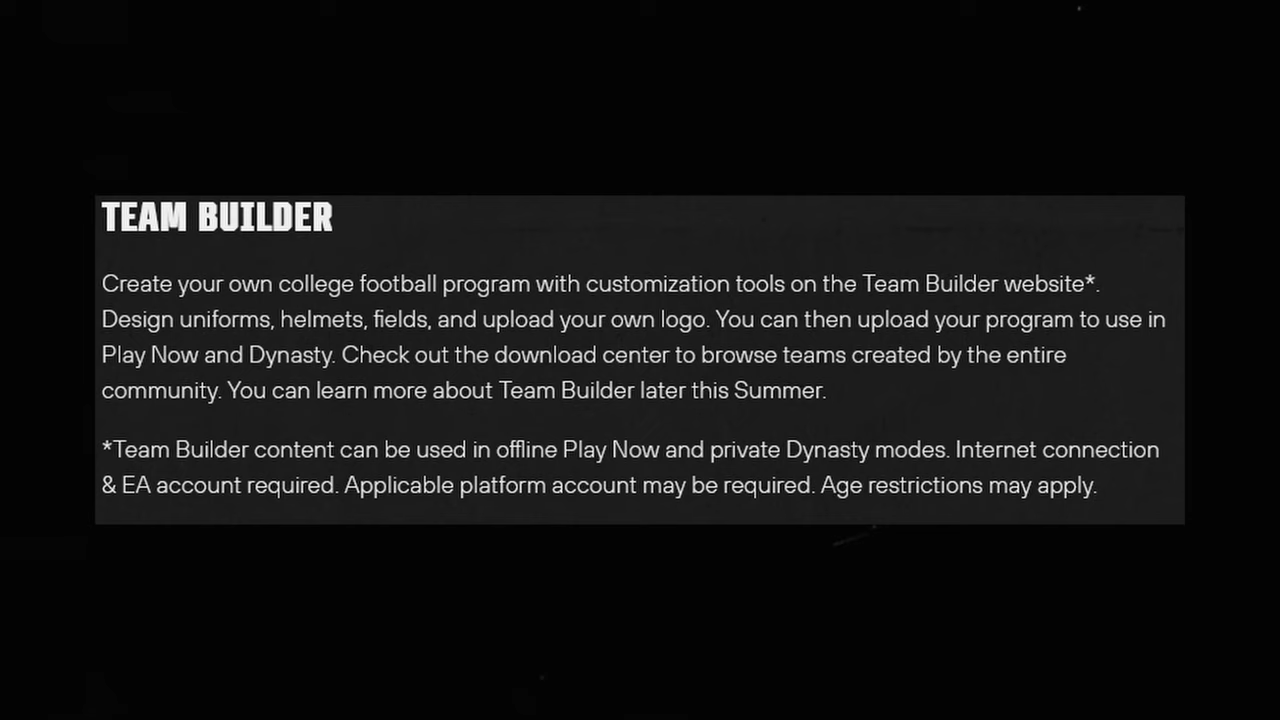 TEAM BUILDER
Create your own college football program with customization tools on the Team Builder website*.
Design uniforms, helmets, fields, and upload your own logo. You can then upload your program to use in
Play Now and Dynasty. Check out the download center to browse teams created by the entire
community. You can learn more about Team Builder later this Summer.
*Team Builder content can be used in offline Play Now and private Dynasty modes. Internet connection
& EA account required. Applicable platform account may be required. Age restrictions may apply.